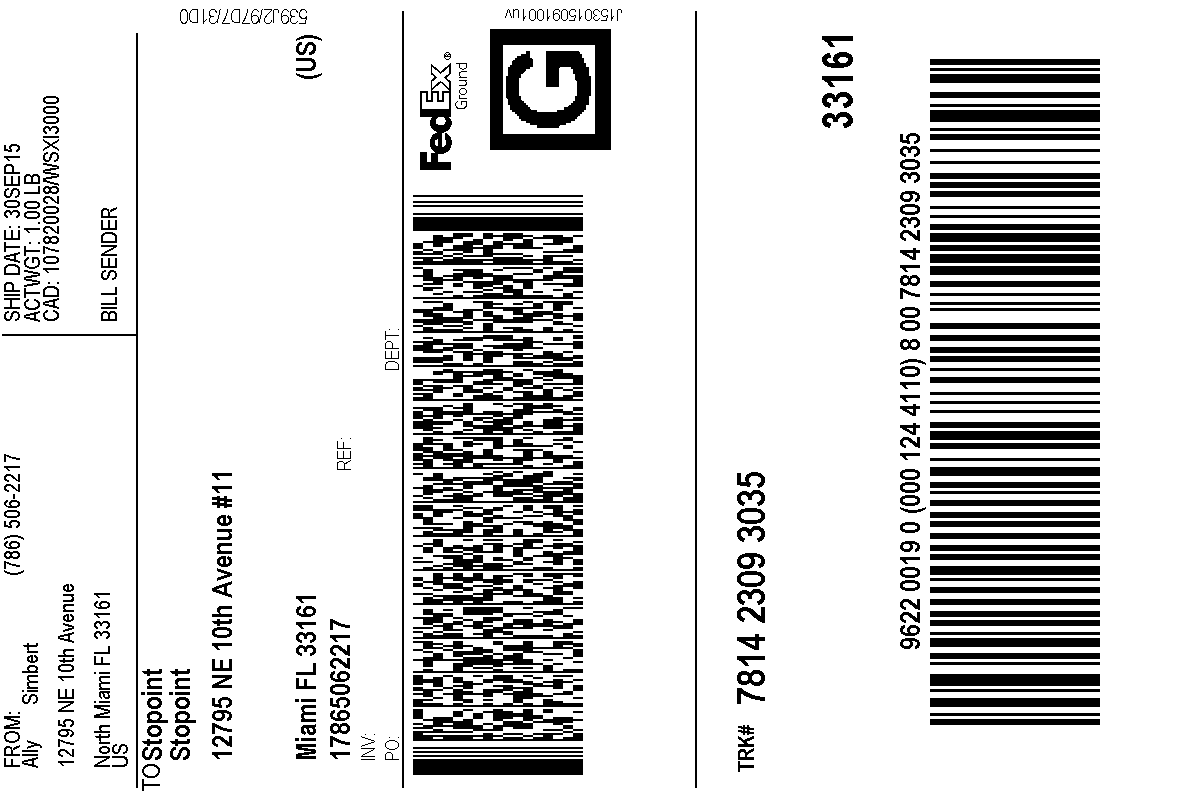 FROM: (786) 506-2217
Ally Simbert
12795 NE 10th Avenue
North Miami FL 33161
US
SHIP DATE: 30SEP15
ACTWGT: 1.00 LB
CAD: 107820028/WSXI3000
BILL SENDER
TO Stopoint
Stopoint
12795 NE 10th Avenue #11
Miami FL 33161
(US)
17865062217
REF:
INV:
PO:
DEPT:
539J2/97D7/31D0
FedEx®
Ground
G
J153015091001uv
TRK# 7814 2309 3035
33161
9622 0019 0 (000 124 4110) 8 00 7814 2309 3035